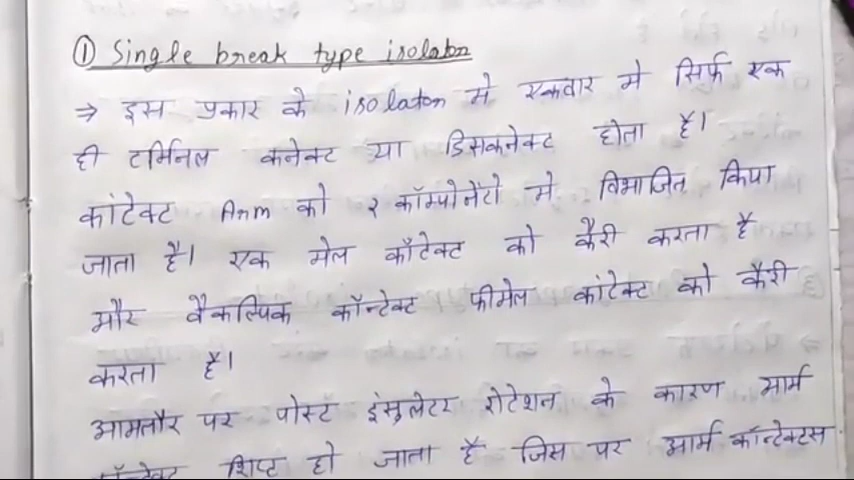 ① Single break type isolator
⇒ इस प्रकार के isolator मे एकबार मे सिर्फ एक
ही टर्मिनल कनेक्ट या डिसकनेक्ट होता है।
कांटेक्ट Arm को २ कॉम्पोनेंटो मे विभाजित किया
जाता है। एक मेल काँटेक्ट को कैरी करता है
और वैकल्पिक कॉन्टेक्ट फीमेल कांटेक्ट को कैरी
करता है।
आमतौर पर पोस्ट इंसुलेटर रोटेशन के कारण आर्म
कॉन्टेक्ट शिफ्ट हो जाता है जिस पर आर्म कॉन्टेक्टस